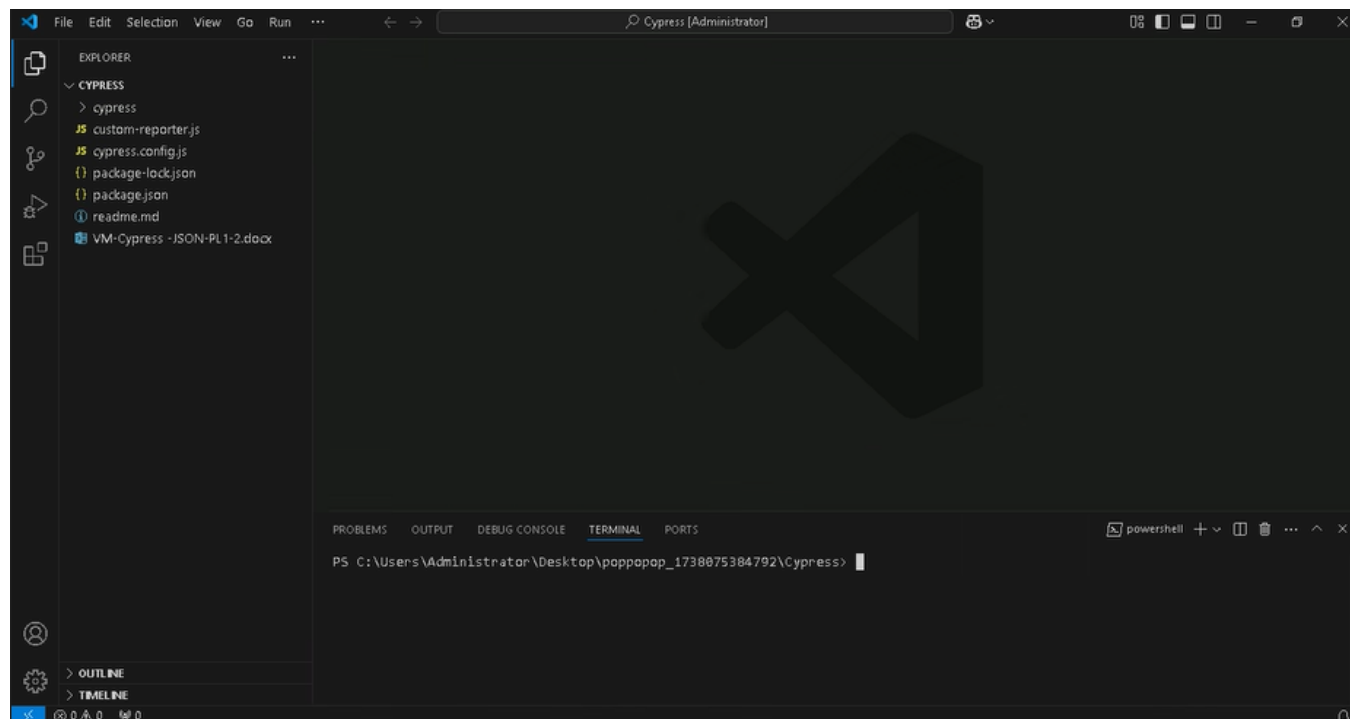 File Edit Selection View Go Run ··· Cypress [Administrator]
EXPLORER ···
CYPRESS
cypress
JS custom-reporter.js
JS cypress.config.js
{} package-lock.json
{} package.json
readme.md
VM-Cypress -JSON-PL1-2.docx
PROBLEMS OUTPUT DEBUG CONSOLE TERMINAL PORTS powershell ···
PS C:\Users\Administrator\Desktop\poppopop_1738075384792\Cypress>
OUTLINE
TIMELINE
0 0 0